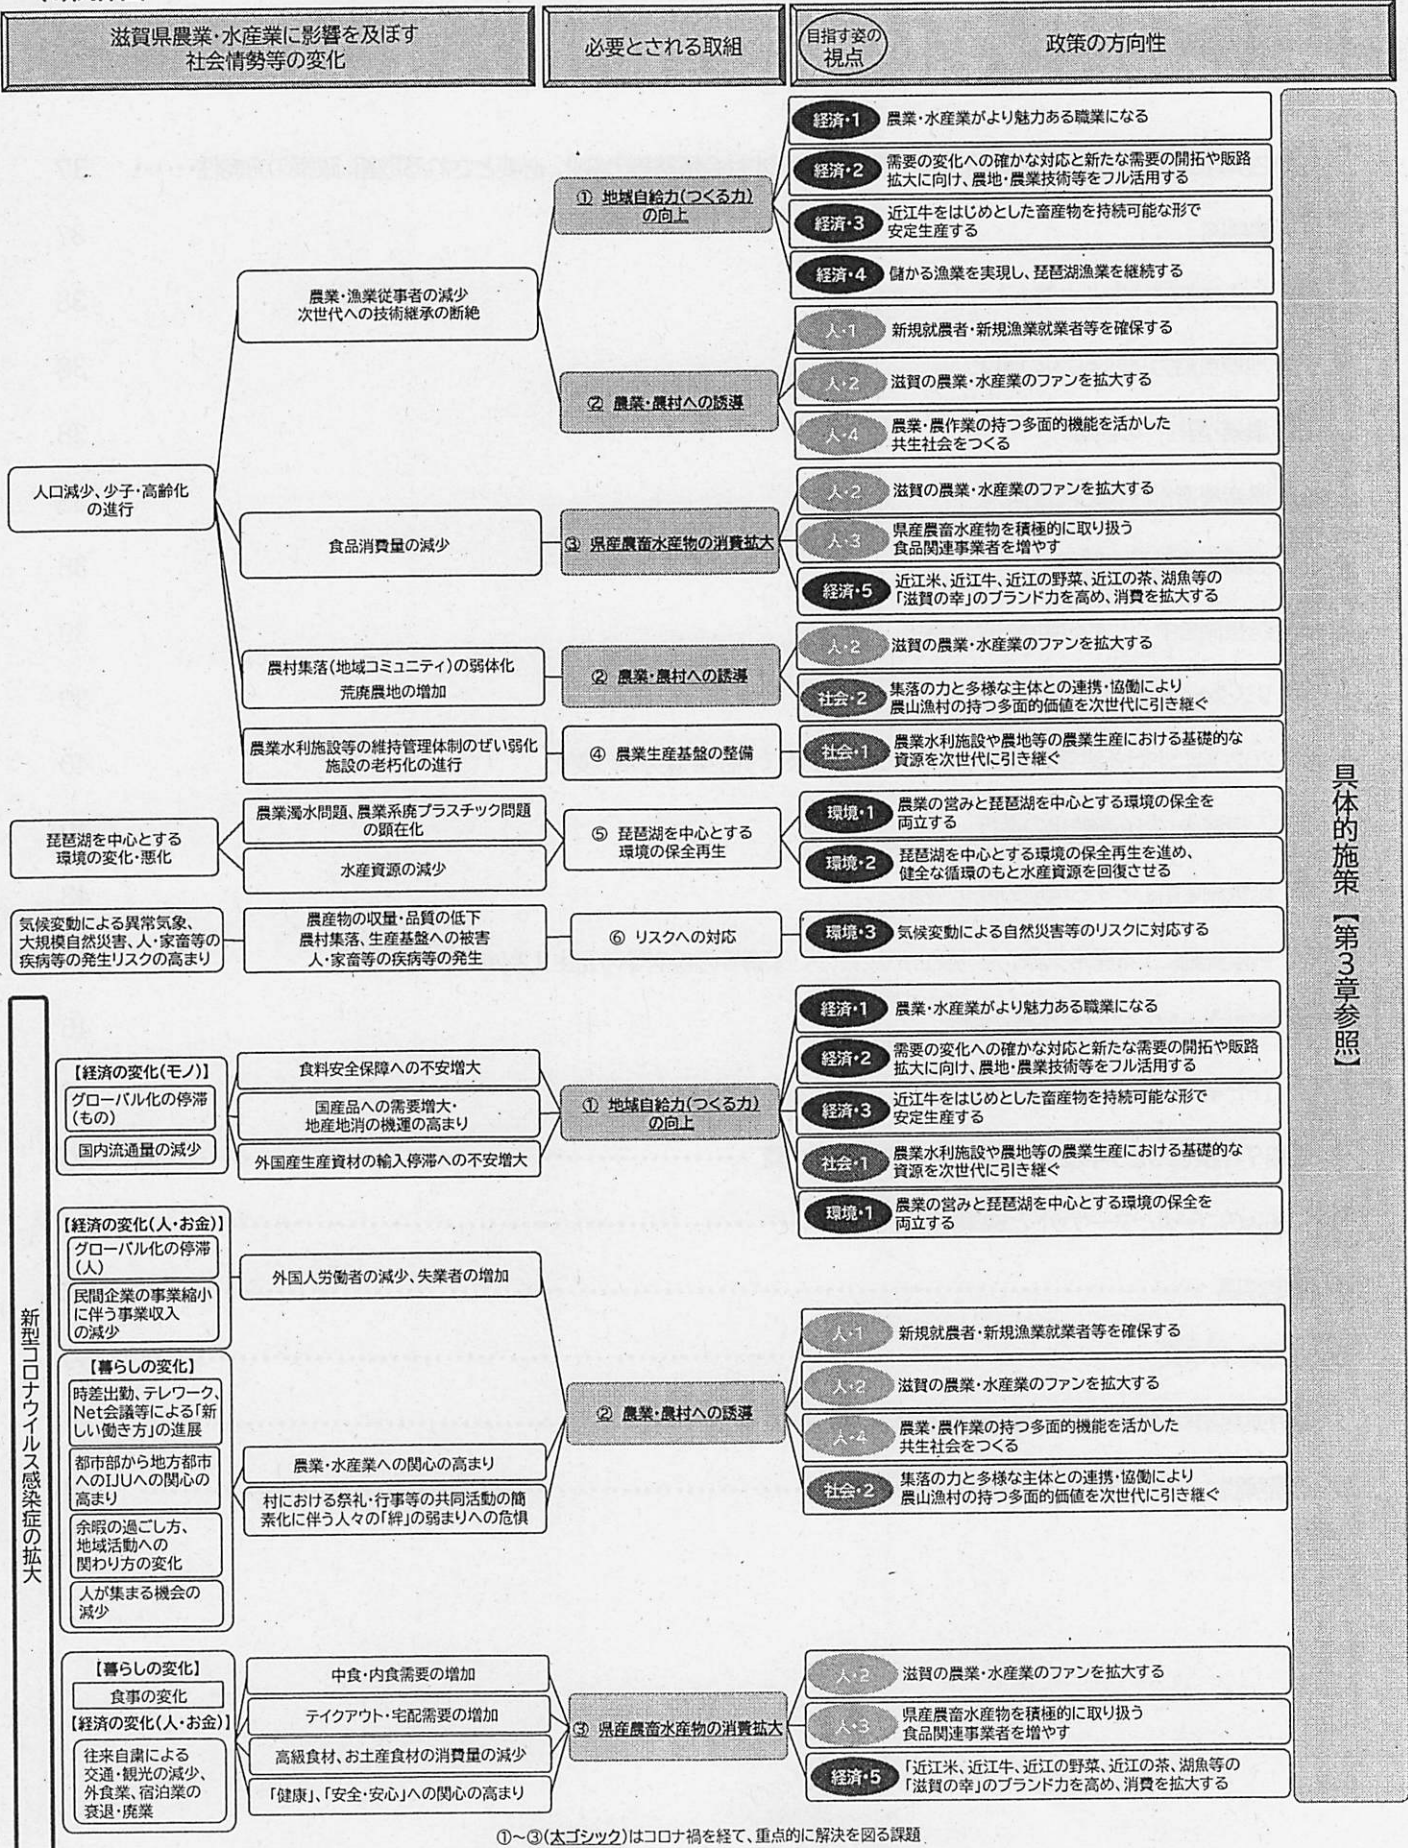 滋賀県農業・水産業に影響を及ぼす
社会情勢等の変化
必要とされる取組
目指す姿の
視点
政策の方向性
人口減少、少子・高齢化
の進行
農業・漁業従事者の減少
次世代への技術継承の断絶
① 地域自給力(つくる力)
の向上
経済・1 農業・水産業がより魅力ある職業になる
経済・2 需要の変化への確かな対応と新たな需要の開拓や販路
拡大に向け、農地・農業技術等をフル活用する
経済・3 近江牛をはじめとした畜産物を持続可能な形で
安定生産する
経済・4 儲かる漁業を実現し、琵琶湖漁業を継続する
② 農業・農村への誘導
人・1 新規就農者・新規漁業就業者等を確保する
人・2 滋賀の農業・水産業のファンを拡大する
人・4 農業・農作業の持つ多面的機能を活かした
共生社会をつくる
食品消費量の減少
③ 県産農畜水産物の消費拡大
人・2 滋賀の農業・水産業のファンを拡大する
人・3 県産農畜水産物を積極的に取り扱う
食品関連事業者を増やす
経済・5 近江米、近江牛、近江の野菜、近江の茶、湖魚等の
「滋賀の幸」のブランド力を高め、消費を拡大する
農村集落(地域コミュニティ)の弱体化
荒廃農地の増加
② 農業・農村への誘導
人・2 滋賀の農業・水産業のファンを拡大する
社会・2 集落の力と多様な主体との連携・協働により
農山漁村の持つ多面的価値を次世代に引き継ぐ
農業水利施設等の維持管理体制のぜい弱化
施設の老朽化の進行
④ 農業生産基盤の整備
社会・1 農業水利施設や農地等の農業生産における基礎的な
資源を次世代に引き継ぐ
琵琶湖を中心とする
環境の変化・悪化
農業濁水問題、農業系廃プラスチック問題
の顕在化
水産資源の減少
⑤ 琵琶湖を中心とする
環境の保全再生
環境・1 農業の営みと琵琶湖を中心とする環境の保全を
両立する
環境・2 琵琶湖を中心とする環境の保全再生を進め、
健全な循環のもと水産資源を回復させる
気候変動による異常気象、
大規模自然災害、人・家畜等の
疾病等の発生リスクの高まり
農産物の収量・品質の低下
農村集落、生産基盤への被害
人・家畜等の疾病等の発生
⑥ リスクへの対応
環境・3 気候変動による自然災害等のリスクに対応する
具体的施策【第3章参照】
新型コロナウイルス感染症の拡大
【経済の変化(モノ)】
グローバル化の停滞
(もの)
国内流通量の減少
食料安全保障への不安増大
国産品への需要増大・
地産地消の機運の高まり
外国産生産資材の輸入停滞への不安増大
① 地域自給力(つくる力)
の向上
経済・1 農業・水産業がより魅力ある職業になる
経済・2 需要の変化への確かな対応と新たな需要の開拓や販路
拡大に向け、農地・農業技術等をフル活用する
経済・3 近江牛をはじめとした畜産物を持続可能な形で
安定生産する
社会・1 農業水利施設や農地等の農業生産における基礎的な
資源を次世代に引き継ぐ
環境・1 農業の営みと琵琶湖を中心とする環境の保全を
両立する
【経済の変化(人・お金)】
グローバル化の停滞
(人)
民間企業の事業縮小
に伴う事業収入
の減少
外国人労働者の減少、失業者の増加
【暮らしの変化】
時差出勤、テレワーク、
Net会議等による「新
しい働き方」の進展
都市部から地方都市
へのIJUへの関心の
高まり
余暇の過ごし方、
地域活動への
関わり方の変化
人が集まる機会の
減少
農業・水産業への関心の高まり
村における祭礼・行事等の共同活動の簡
素化に伴う人々の「絆」の弱まりへの危惧
② 農業・農村への誘導
人・1 新規就農者・新規漁業就業者等を確保する
人・2 滋賀の農業・水産業のファンを拡大する
人・4 農業・農作業の持つ多面的機能を活かした
共生社会をつくる
社会・2 集落の力と多様な主体との連携・協働により
農山漁村の持つ多面的価値を次世代に引き継ぐ
【暮らしの変化】
食事の変化
【経済の変化(人・お金)】
往来自粛による
交通・観光の減少、
外食業、宿泊業の
衰退・廃業
中食・内食需要の増加
テイクアウト・宅配需要の増加
高級食材、お土産食材の消費量の減少
「健康」、「安全・安心」への関心の高まり
③ 県産農畜水産物の消費拡大
人・2 滋賀の農業・水産業のファンを拡大する
人・3 県産農畜水産物を積極的に取り扱う
食品関連事業者を増やす
経済・5 「近江米、近江牛、近江の野菜、近江の茶、湖魚等の
「滋賀の幸」のブランド力を高め、消費を拡大する
①~③(太ゴシック)はコロナ禍を経て、重点的に解決を図る課題